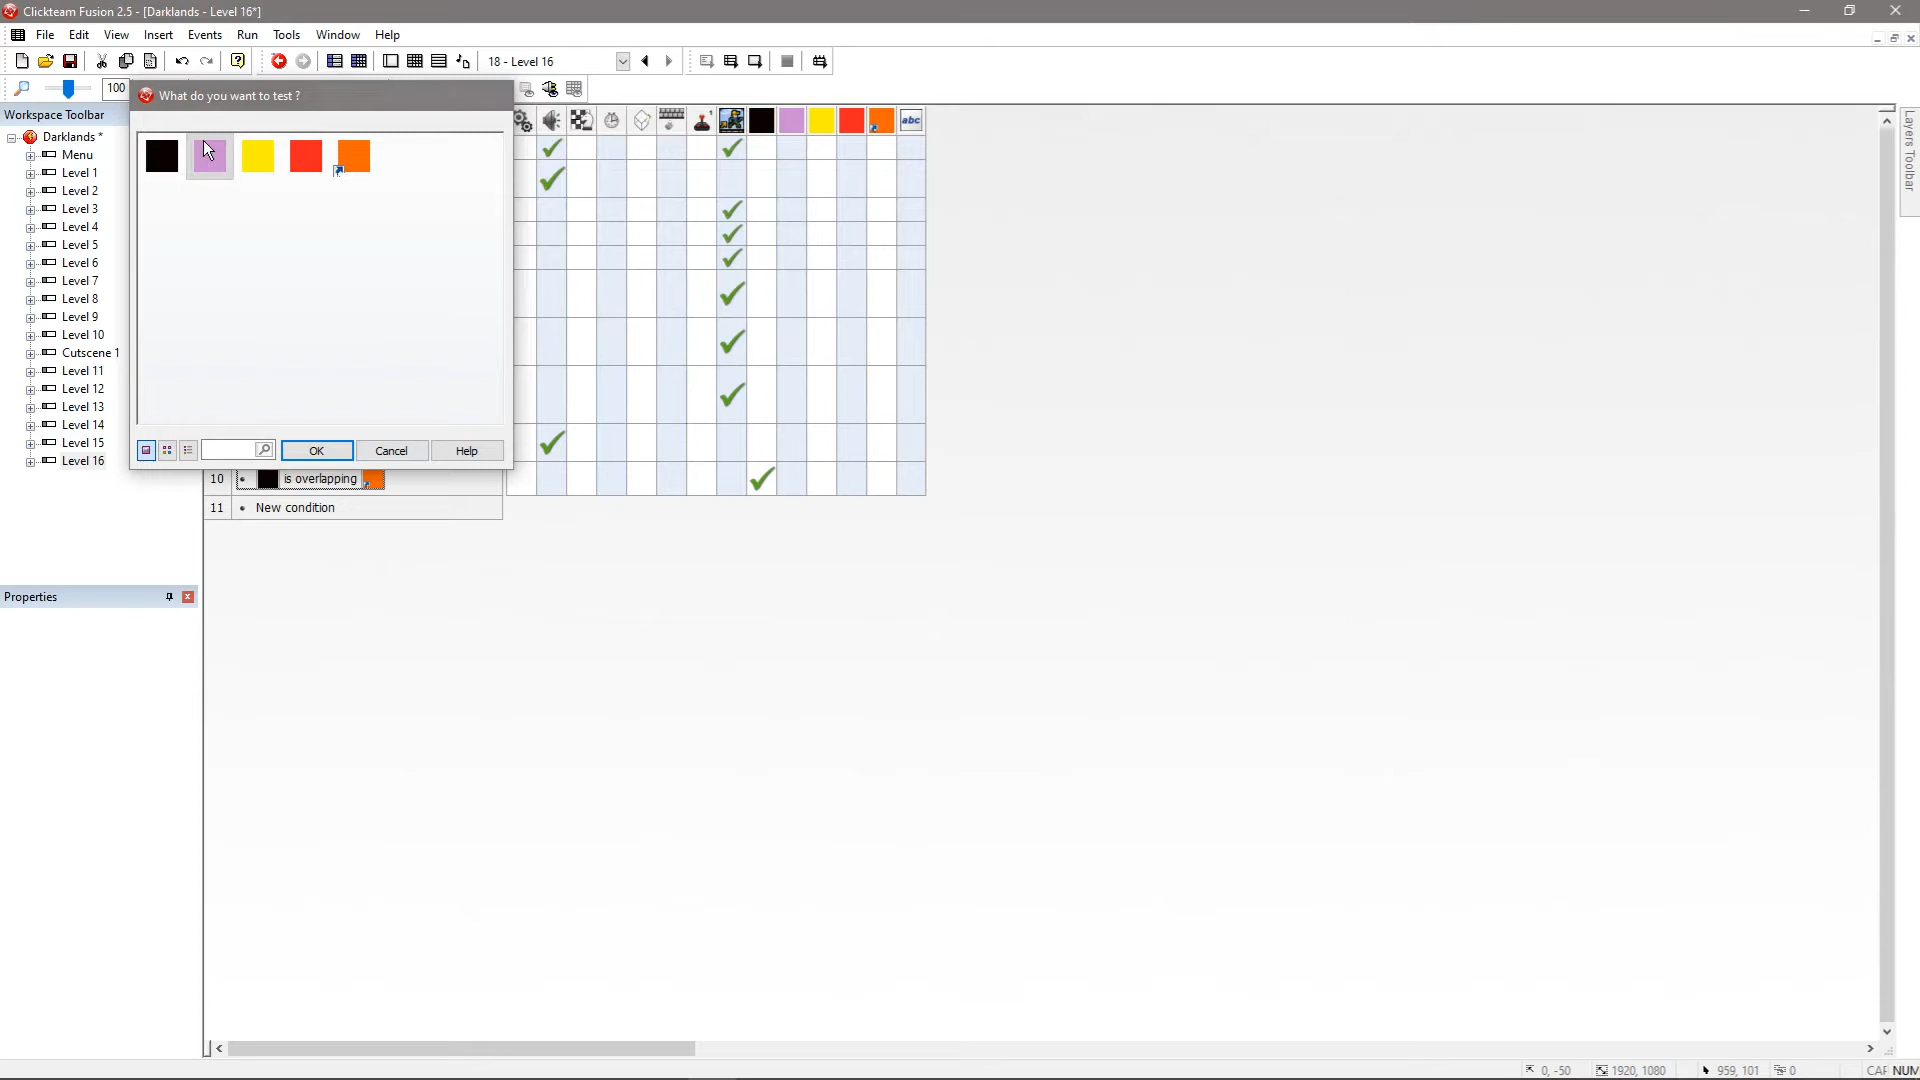 Clickteam Fusion 2.5 - [Darklands - Level 16*]
File Edit View Insert Events Run Tools Window Help
18 - Level 16
100
What do you want to test ?
abc
Workspace Toolbar
Darklands *
Menu
Level 1
Level 2
Level 3
Level 4
Level 5
Level 6
Level 7
Level 8
Level 9
Level 10
Cutscene 1
Level 11
Level 12
Level 13
Level 14
Level 15
Level 16
OK Cancel Help
10 • is overlapping
11 • New condition
Properties
Layers Toolbar
0, -50 1920, 1080 959, 101 0 CAP NUM